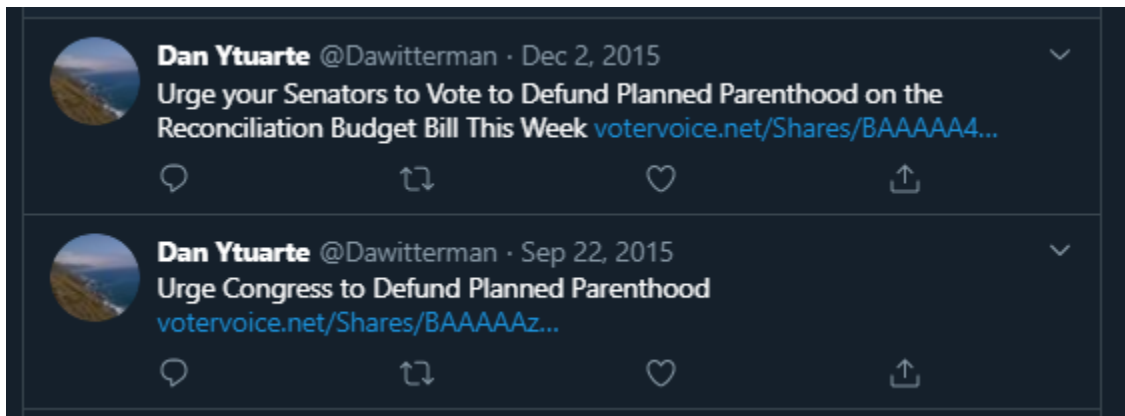 Dan Ytuarte @Dawitterman · Dec 2, 2015
Urge your Senators to Vote to Defund Planned Parenthood on the
Reconciliation Budget Bill This Week votervoice.net/Shares/BAAAAA4...
Dan Ytuarte @Dawitterman · Sep 22, 2015
Urge Congress to Defund Planned Parenthood
votervoice.net/Shares/BAAAAAz...